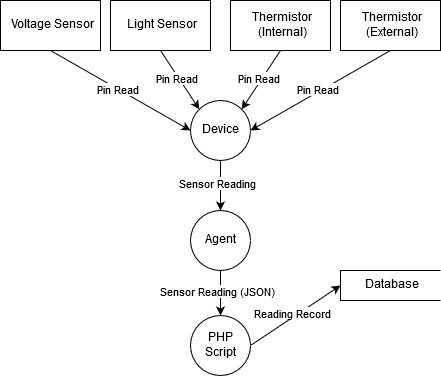 Voltage Sensor
Light Sensor
Thermistor
(Internal)
Thermistor
(External)
Pin Read
Pin Read
Pin Read
Pin Read
Device
Sensor Reading
Agent
Sensor Reading (JSON)
Database
Reading Record
PHP
Script